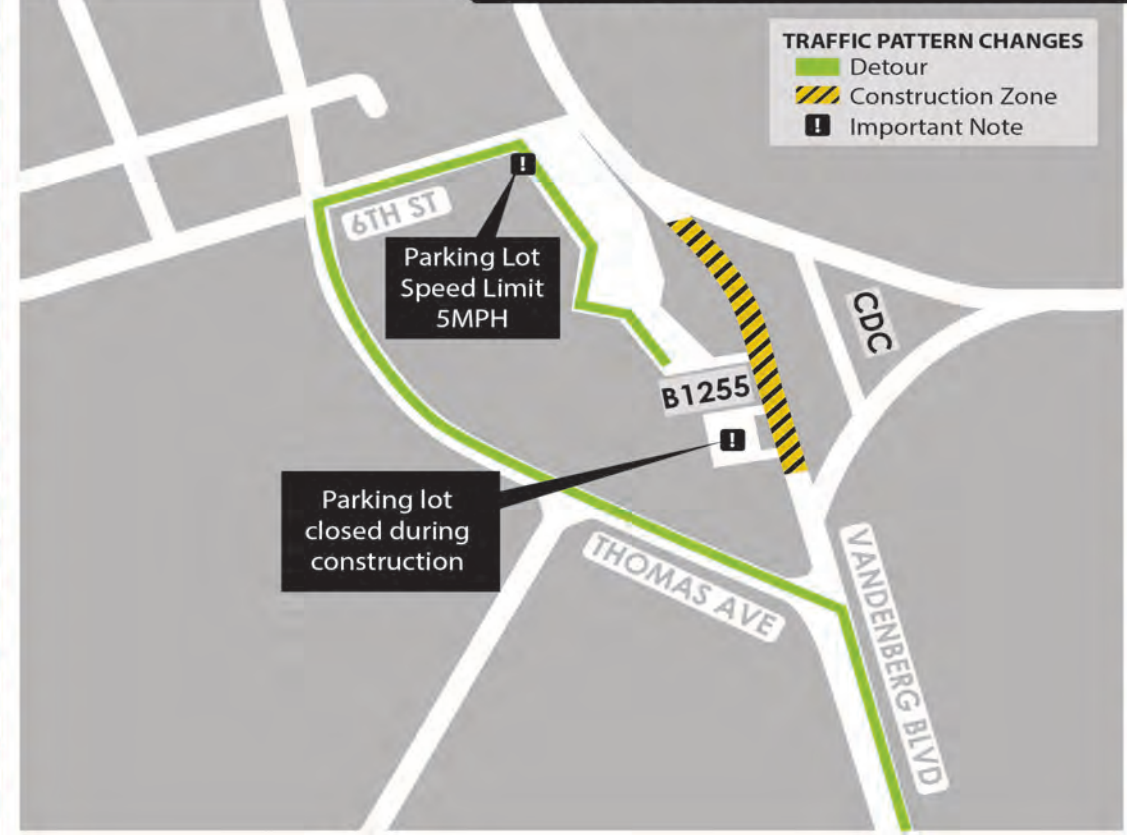 TRAFFIC PATTERN CHANGES
Detour
Construction Zone
! Important Note
!
6TH ST
Parking Lot
Speed Limit
5MPH
CDC
B1255
!
Parking lot
closed during
construction
THOMAS AVE
VANDENBERG BLVD